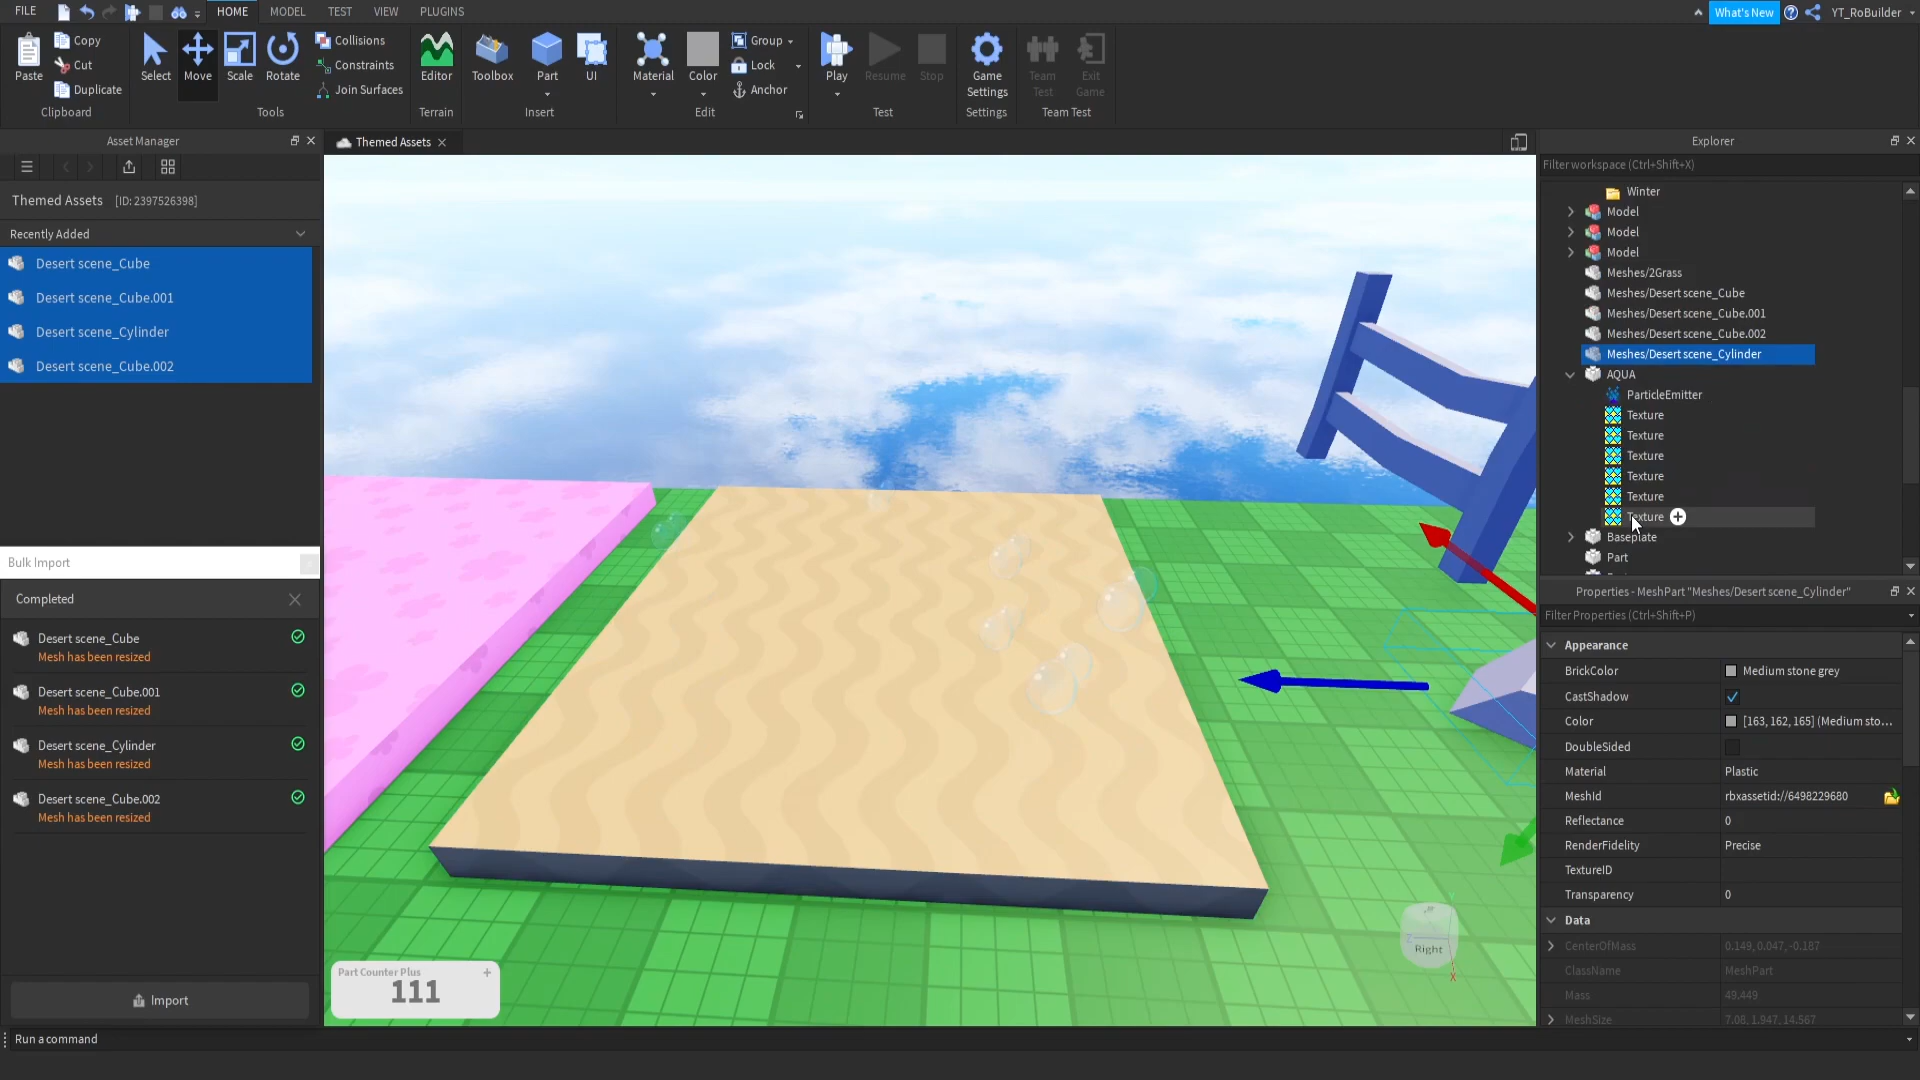 FILE
HOME
MODEL
TEST
VIEW
PLUGINS
What's New
YT_RoBuilder
Paste
Copy
Cut
Duplicate
Clipboard
Select
Move
Scale
Rotate
Collisions
Constraints
Join Surfaces
Tools
Editor
Terrain
Toolbox
Part
UI
Insert
Material
Color
Group
Lock
Anchor
Edit
Play
Resume
Stop
Test
Game
Settings
Settings
Team
Test
Exit
Game
Team Test
Asset Manager
Themed Assets [ID: 2397526398]
Recently Added
Desert scene_Cube
Desert scene_Cube.001
Desert scene_Cylinder
Desert scene_Cube.002
Bulk Import
Completed
Desert scene_Cube
Mesh has been resized
Desert scene_Cube.001
Mesh has been resized
Desert scene_Cylinder
Mesh has been resized
Desert scene_Cube.002
Mesh has been resized
Import
Run a command
Themed Assets
Part Counter Plus +
111
Right
X
Explorer
Filter workspace (Ctrl+Shift+X)
Winter
Model
Model
Model
Meshes/2Grass
Meshes/Desert scene_Cube
Meshes/Desert scene_Cube.001
Meshes/Desert scene_Cube.002
Meshes/Desert scene_Cylinder
AQUA
ParticleEmitter
Texture
Texture
Texture
Texture
Texture
Texture
Baseplate
Part
Properties - MeshPart "Meshes/Desert scene_Cylinder"
Filter Properties (Ctrl+Shift+P)
Appearance
BrickColor Medium stone grey
CastShadow
Color [163, 162, 165] (Medium sto...
DoubleSided
Material Plastic
MeshId rbxassetid://6498229680
Reflectance 0
RenderFidelity Precise
TextureID
Transparency 0
Data
CenterOfMass 0.149, 0.047, -0.187
ClassName MeshPart
Mass 49.449
MeshSize 7.08, 1.947, 14.567